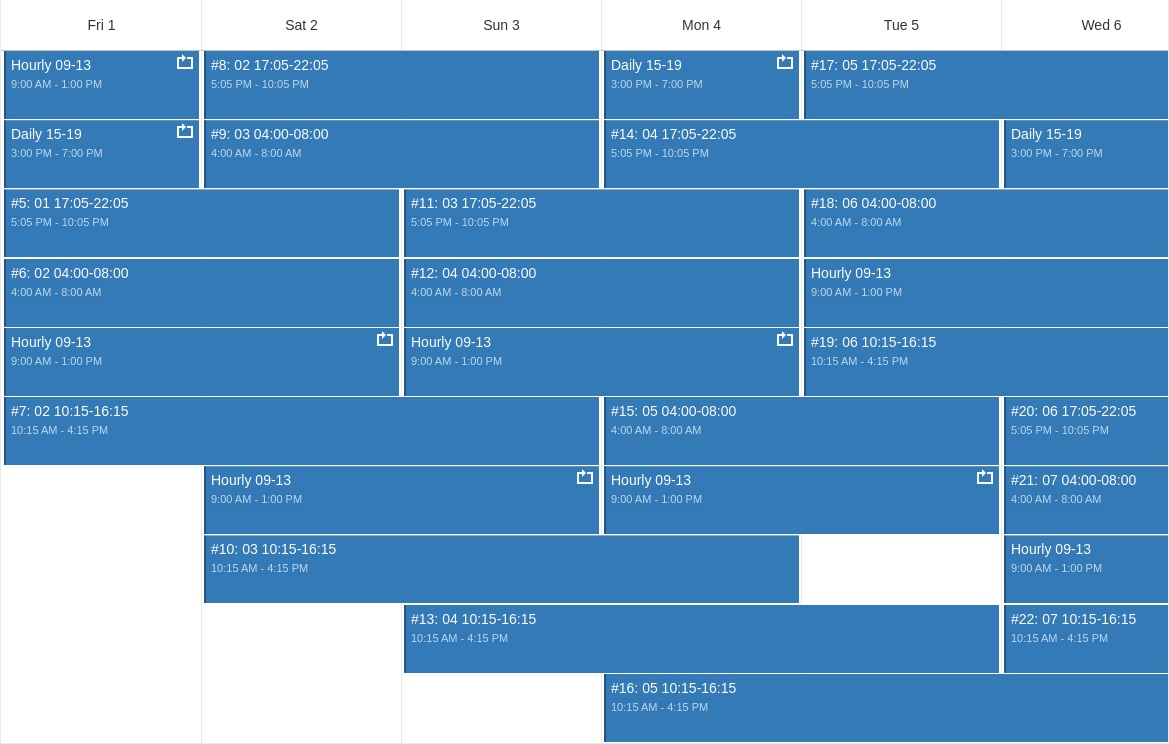 Fri 1
Sat 2
Sun 3
Mon 4
Tue 5
Wed 6
Hourly 09-13
9:00 AM - 1:00 PM
#8: 02 17:05-22:05
5:05 PM - 10:05 PM
Daily 15-19
3:00 PM - 7:00 PM
#17: 05 17:05-22:05
5:05 PM - 10:05 PM
Daily 15-19
3:00 PM - 7:00 PM
#9: 03 04:00-08:00
4:00 AM - 8:00 AM
#14: 04 17:05-22:05
5:05 PM - 10:05 PM
Daily 15-19
3:00 PM - 7:00 PM
#5: 01 17:05-22:05
5:05 PM - 10:05 PM
#11: 03 17:05-22:05
5:05 PM - 10:05 PM
#18: 06 04:00-08:00
4:00 AM - 8:00 AM
#6: 02 04:00-08:00
4:00 AM - 8:00 AM
#12: 04 04:00-08:00
4:00 AM - 8:00 AM
Hourly 09-13
9:00 AM - 1:00 PM
Hourly 09-13
9:00 AM - 1:00 PM
Hourly 09-13
9:00 AM - 1:00 PM
#19: 06 10:15-16:15
10:15 AM - 4:15 PM
#7: 02 10:15-16:15
10:15 AM - 4:15 PM
#15: 05 04:00-08:00
4:00 AM - 8:00 AM
#20: 06 17:05-22:05
5:05 PM - 10:05 PM
Hourly 09-13
9:00 AM - 1:00 PM
Hourly 09-13
9:00 AM - 1:00 PM
#21: 07 04:00-08:00
4:00 AM - 8:00 AM
#10: 03 10:15-16:15
10:15 AM - 4:15 PM
Hourly 09-13
9:00 AM - 1:00 PM
#13: 04 10:15-16:15
10:15 AM - 4:15 PM
#22: 07 10:15-16:15
10:15 AM - 4:15 PM
#16: 05 10:15-16:15
10:15 AM - 4:15 PM